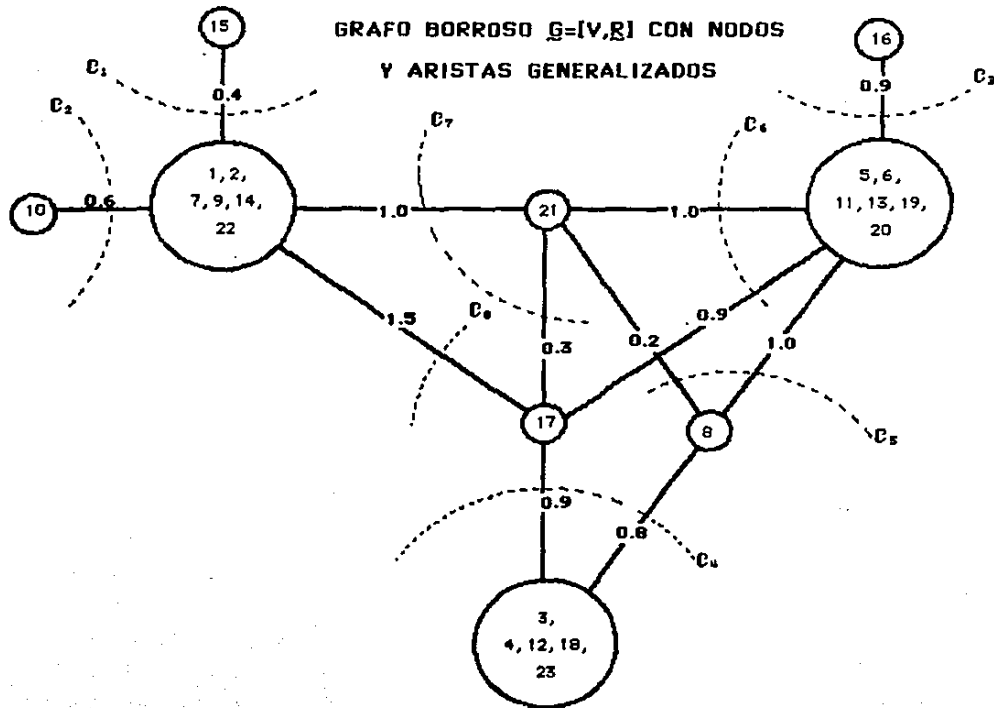 15
GRAFO BORROSO G=[V,R] CON NODOS
Y ARISTAS GENERALIZADOS
16
C₁
0.4
0.9
C₃
C₂
C₇
C₆
1,2,
7,9,14,
22
5,6,
11,13,19,
20
10
0.6
1.0
21
1.0
1.5
C₈
0.3
0.2
0.9
1.0
17
8
C₅
0.9
0.8
C₄
3,
4,12,18,
23